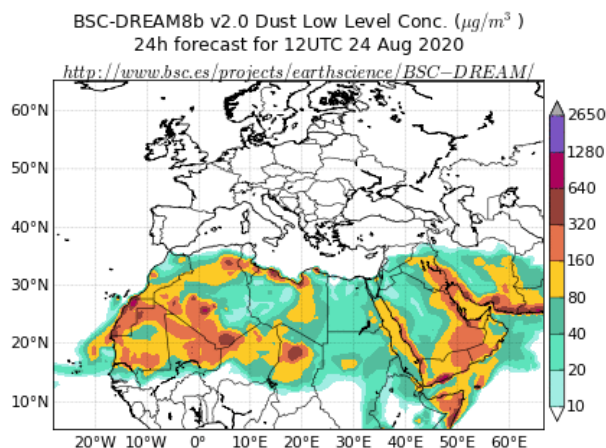 BSC-DREAM8b v2.0 Dust Low Level Conc. (μg/m³ )
24h forecast for 12UTC 24 Aug 2020
http://www.bsc.es/projects/earthscience/BSC−DREAM/
60°N
50°N
40°N
30°N
20°N
10°N
20°W 10°W 0° 10°E 20°E 30°E 40°E 50°E 60°E
2650
1280
640
320
160
80
40
20
10